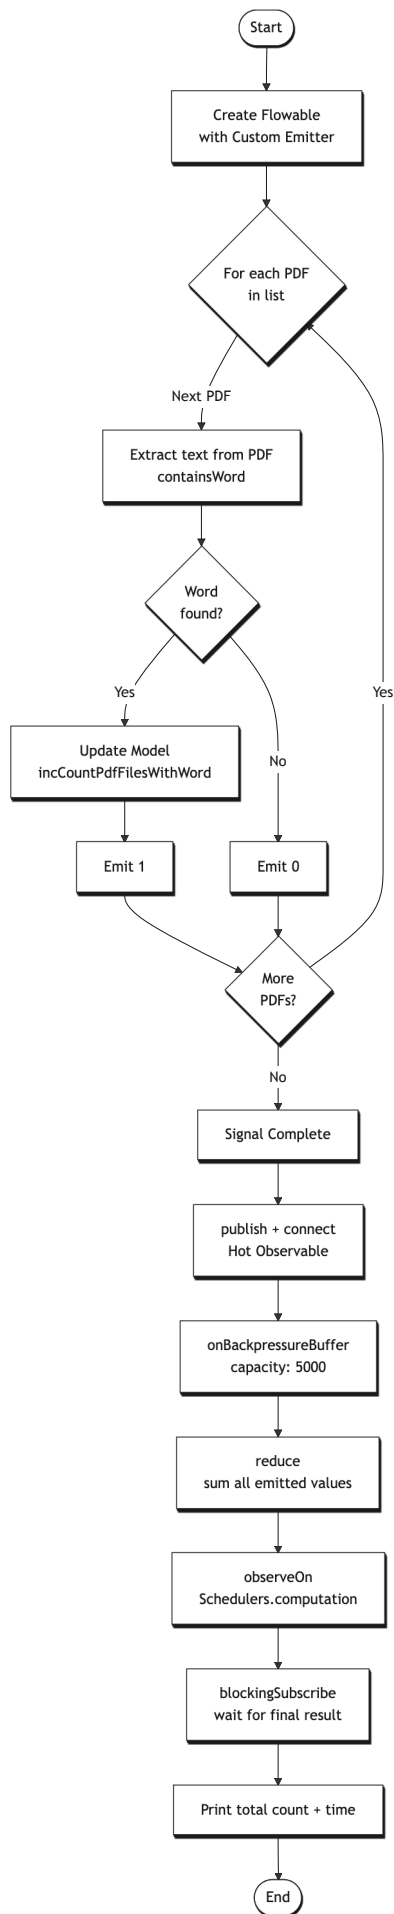 Start
Create Flowable
with Custom Emitter
For each PDF
in list
Next PDF
Extract text from PDF
containsWord
Word
found?
Yes
Yes
Update Model
incCountPdfFilesWithWord
No
Emit 1
Emit 0
More
PDFs?
No
Signal Complete
publish + connect
Hot Observable
onBackpressureBuffer
capacity: 5000
reduce
sum all emitted values
observeOn
Schedulers.computation
blockingSubscribe
wait for final result
Print total count + time
End